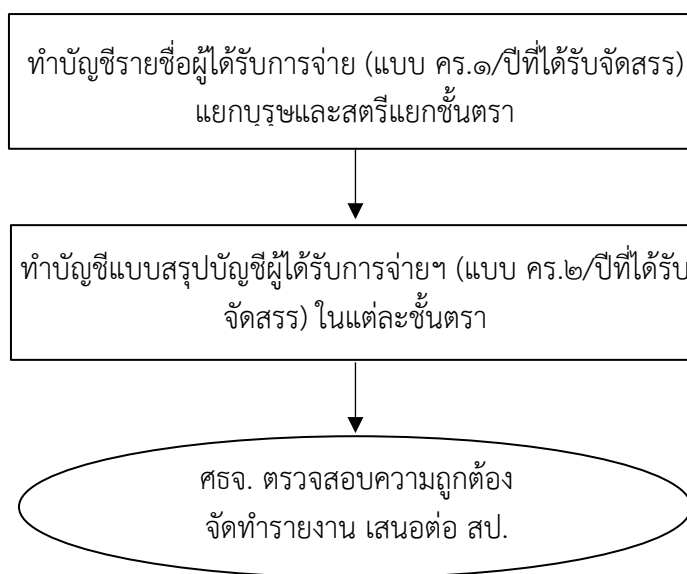 ทำบัญชีรายชื่อผู้ได้รับการจ่าย (แบบ คร.๑/ปีที่ได้รับจัดสรร)
แยกบุรุษและสตรีแยกชั้นตรา
ทำบัญชีแบบสรุปบัญชีผู้ได้รับการจ่ายฯ (แบบ คร.๒/ปีที่ได้รับ
จัดสรร) ในแต่ละชั้นตรา
ศธจ. ตรวจสอบความถูกต้อง
จัดทำรายงาน เสนอต่อ สป.